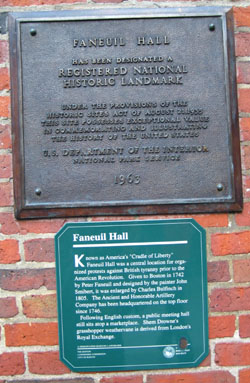 FANEUIL HALL
HAS BEEN DESIGNATED A
REGISTERED NATIONAL
HISTORIC LANDMARK
UNDER THE PROVISIONS OF THE
HISTORIC SITES ACT OF AUGUST 21, 1935
THIS SITE POSSESSES EXCEPTIONAL VALUE
IN COMMEMORATING AND ILLUSTRATING
THE HISTORY OF THE UNITED STATES
U.S. DEPARTMENT OF THE INTERIOR
NATIONAL PARK SERVICE
1963
Faneuil Hall
Known as America's "Cradle of Liberty"
Faneuil Hall was a central location for orga-
nized protests against British tyranny prior to the
American Revolution. Given to Boston in 1742
by Peter Faneuil and designed by the painter John
Smibert, it was enlarged by Charles Bulfinch in
1805. The Ancient and Honorable Artillery
Company has been headquartered on the top floor
since 1746.
Following English custom, a public meeting hall
still sits atop a marketplace. Shem Drowne's
grasshopper weathervane is derived from London's
Royal Exchange.